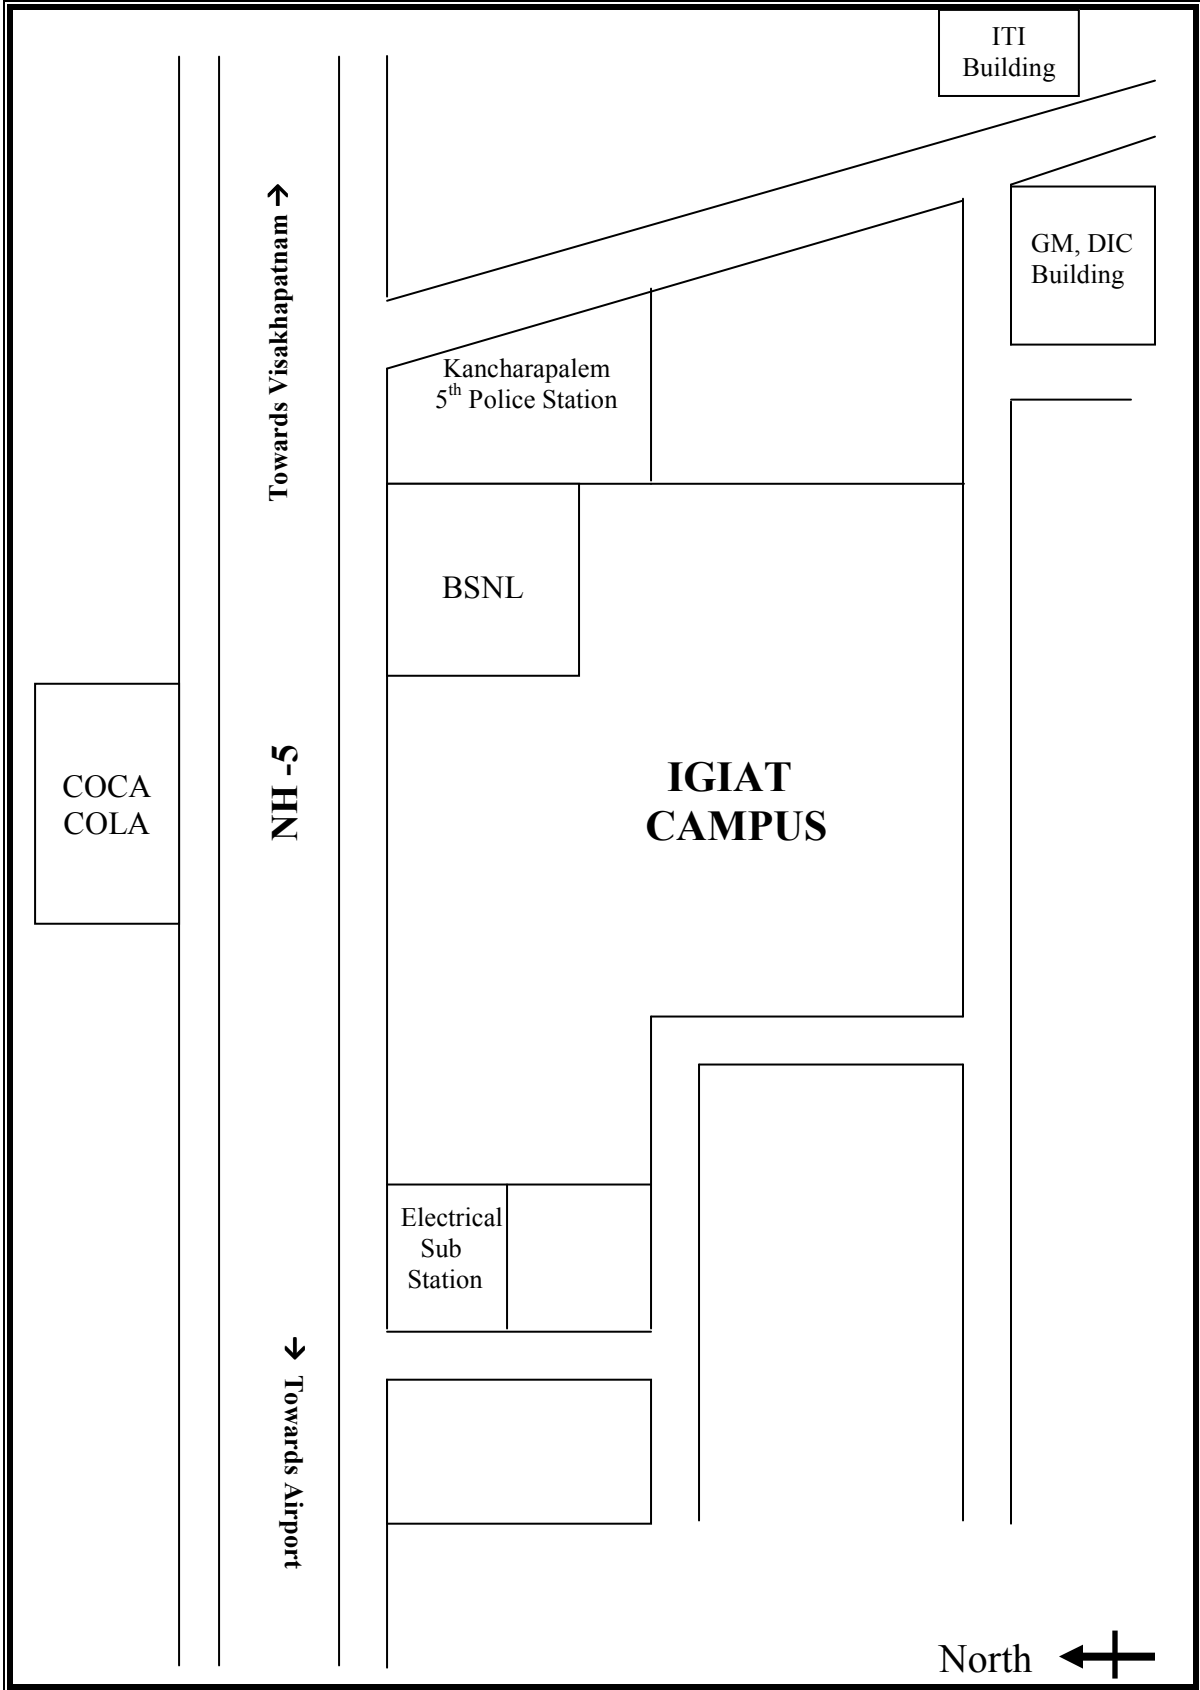 ITI
Building
Towards Visakhapatnam →
GM, DIC
Building
Kancharapalem
5th Police Station
BSNL
COCA
COLA
NH -5
IGIAT
CAMPUS
Electrical
Sub
Station
← Towards Airport
North